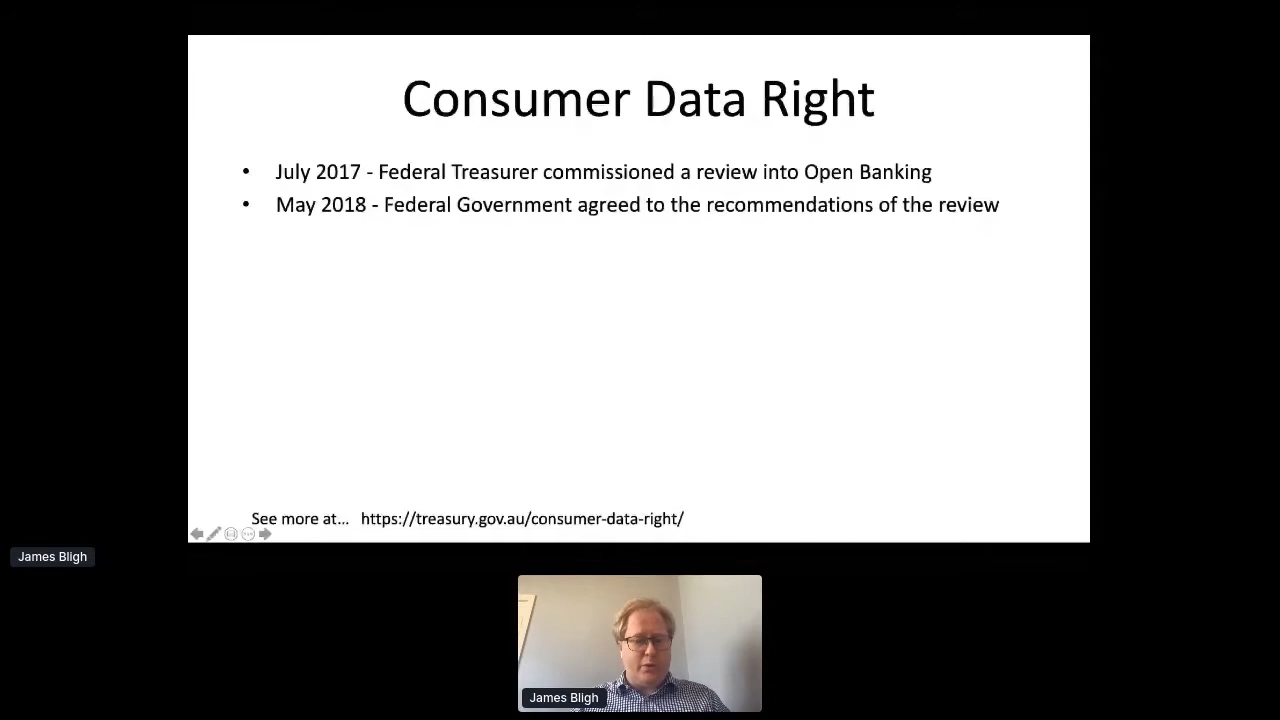 Consumer Data Right
• July 2017 - Federal Treasurer commissioned a review into Open Banking
• May 2018 - Federal Government agreed to the recommendations of the review
See more at... https://treasury.gov.au/consumer-data-right/
James Bligh
James Bligh